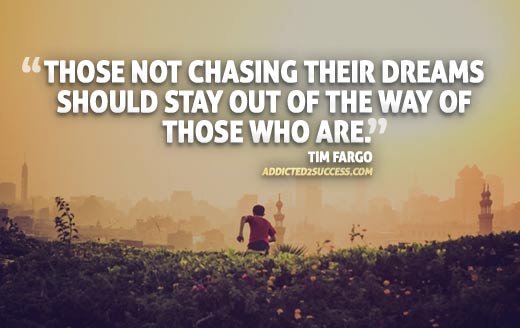 “THOSE NOT CHASING THEIR DREAMS
SHOULD STAY OUT OF THE WAY OF
THOSE WHO ARE.”
TIM FARGO
ADDICTED2SUCCESS.COM